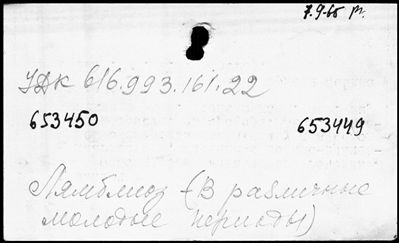 7.9.65 р.
УДК 616.993.161.22
653450 653449
Лямблиоз (В различные
молодые периоды)